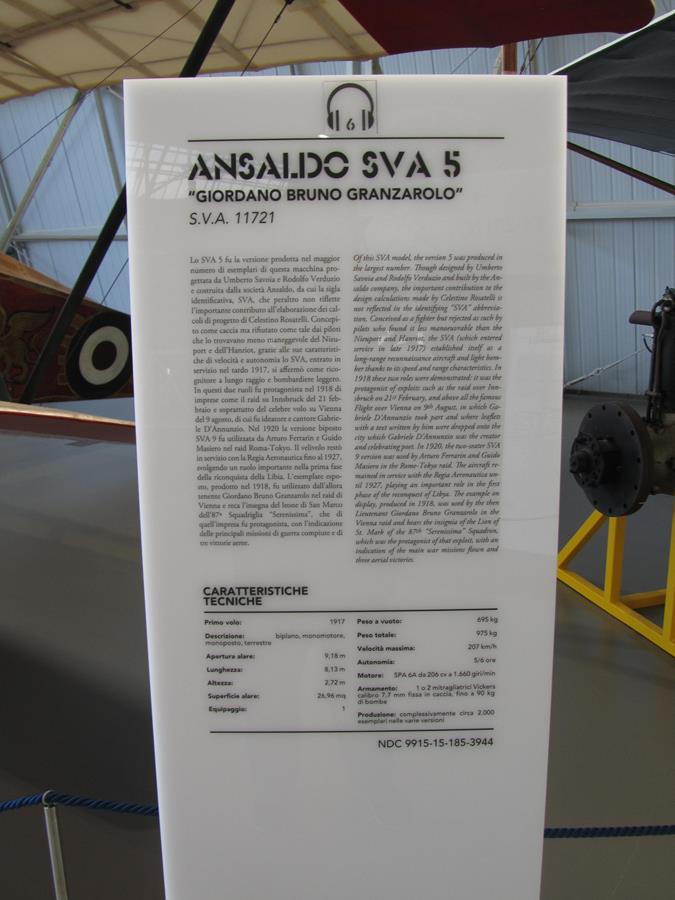 6
ANSALDO SVA 5
"GIORDANO BRUNO GRANZAROLO"
S.V.A. 11721
Lo SVA 5 fu la versione prodotta nel maggior
numero di esemplari di questa macchina pro-
gettata da Umberto Savoia e Rodolfo Verduzio
e costruita dalla società Ansaldo, da cui la sigla
identificativa, SVA, che peraltro non riflette
l'importante contributo all'elaborazione dei cal-
coli di progetto di Celestino Rosatelli. Concepi-
to come caccia ma rifiutato come tale dai piloti
che lo trovavano meno maneggevole del Nieu-
port e dell'Hanriot, grazie alle sue caratteristi-
che di velocità e autonomia lo SVA, entrato in
servizio nel tardo 1917, si affermò come rico-
gnitore a lungo raggio e bombardiere leggero.
In questi due ruoli fu protagonista nel 1918 di
imprese come il raid su Innsbruck del 21 feb-
braio e soprattutto del celebre volo su Vienna
del 9 agosto, di cui fu ideatore e cantore Gabrie-
le D'Annunzio. Nel 1920 la versione biposto
SVA 9 fu utilizzata da Arturo Ferrarin e Guido
Masiero nel raid Roma-Tokyo. Il velivolo restò
in servizio con la Regia Aeronautica fino al 1927,
svolgendo un ruolo importante nella prima fase
della riconquista della Libia. L'esemplare espo-
sto, prodotto nel 1918, fu utilizzato dall'allora
tenente Giordano Bruno Granzarolo nel raid di
Vienna e reca l'insegna del leone di San Marco
dell'87ª Squadriglia "Serenissima", che di
quell'impresa fu protagonista, con l'indicazione
delle principali missioni di guerra compiute e di
tre vittorie aeree.
Of this SVA model, the version 5 was produced in
the largest number. Though designed by Umberto
Savoia and Rodolfo Verduzio and built by the An-
saldo company, the important contribution to the
design calculations made by Celestino Rosatelli is
not reflected in the identifying "SVA" abbrevia-
tion. Conceived as a fighter but rejected as such by
pilots who found it less manoeuvrable than the
Nieuport and Hanriot, the SVA (which entered
service in late 1917) established itself as a
long-range reconnaissance aircraft and light bom-
ber thanks to its speed and range characteristics. In
1918 these two roles were demonstrated: it was the
protagonist of exploits such as the raid over Inn-
sbruck on 21st February, and above all the famous
Flight over Vienna on 9th August, in which Ga-
briele D'Annunzio took part and where leaflets
with a text written by him were dropped onto the
city which Gabriele D'Annunzio was the creator
and celebrating poet. In 1920, the two-seater SVA
9 version was used by Arturo Ferrarin and Guido
Masiero in the Rome-Tokyo raid. The aircraft re-
mained in service with the Regia Aeronautica un-
til 1927, playing an important role in the first
phase of the reconquest of Libya. The example on
display, produced in 1918, was used by the then
Lieutenant Giordano Bruno Granzarolo in the
Vienna raid and bears the insignia of the Lion of
St. Mark of the 87th "Serenissima" Squadron,
which was the protagonist of that exploit, with an
indication of the main war missions flown and
three aerial victories.
CARATTERISTICHE
TECNICHE
Primo volo: 1917
Descrizione: biplano, monomotore,
monoposto, terrestre
Apertura alare: 9,18 m
Lunghezza: 8,13 m
Altezza: 2,72 m
Superficie alare: 26,96 mq
Equipaggio: 1
Peso a vuoto: 695 kg
Peso totale: 975 kg
Velocità massima: 207 km/h
Autonomia: 5/6 ore
Motore: SPA 6A da 206 cv a 1.660 giri/min
Armamento: 1 o 2 mitragliatrici Vickers
calibro 7,7 mm fissa in caccia, fino a 90 kg
di bombe
Produzione: complessivamente circa 2.000
esemplari nelle varie versioni
NDC 9915-15-185-3944